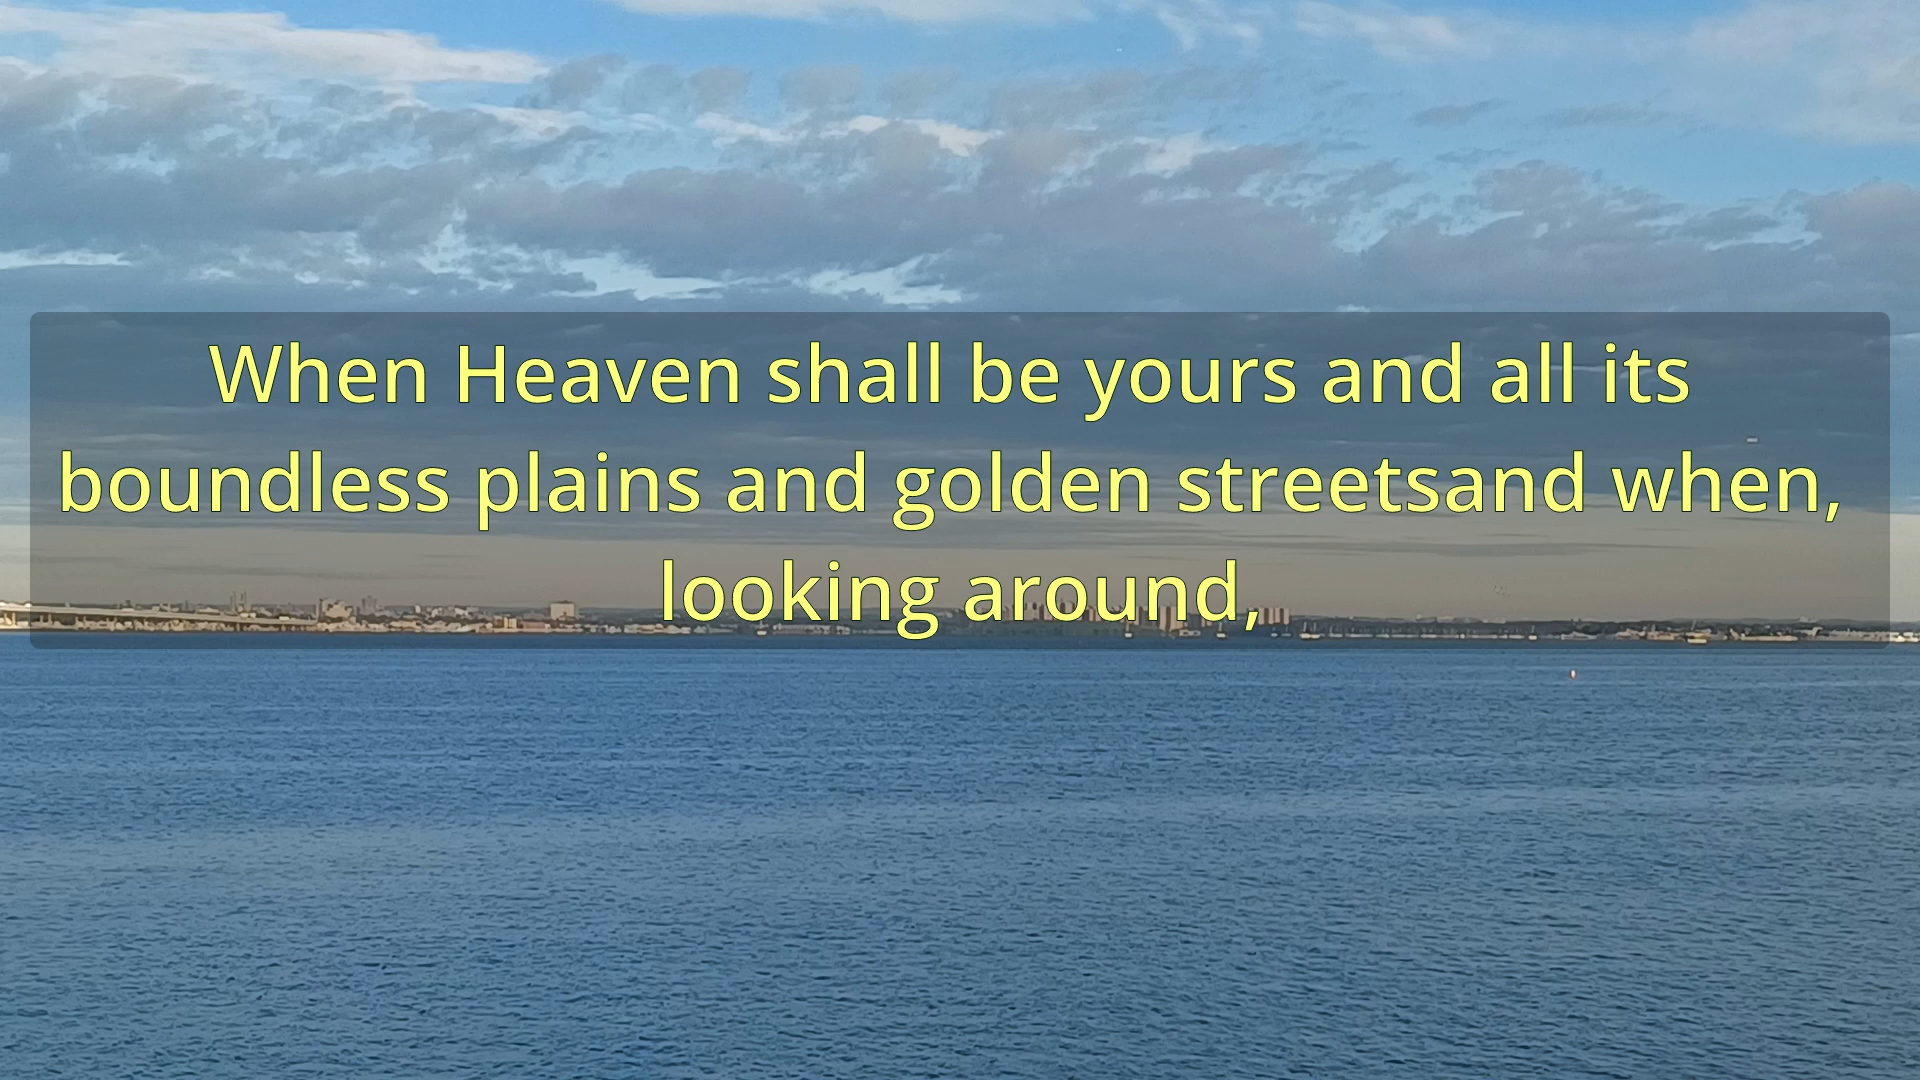 When Heaven shall be yours and all its
boundless plains and golden streetsand when,
looking around,